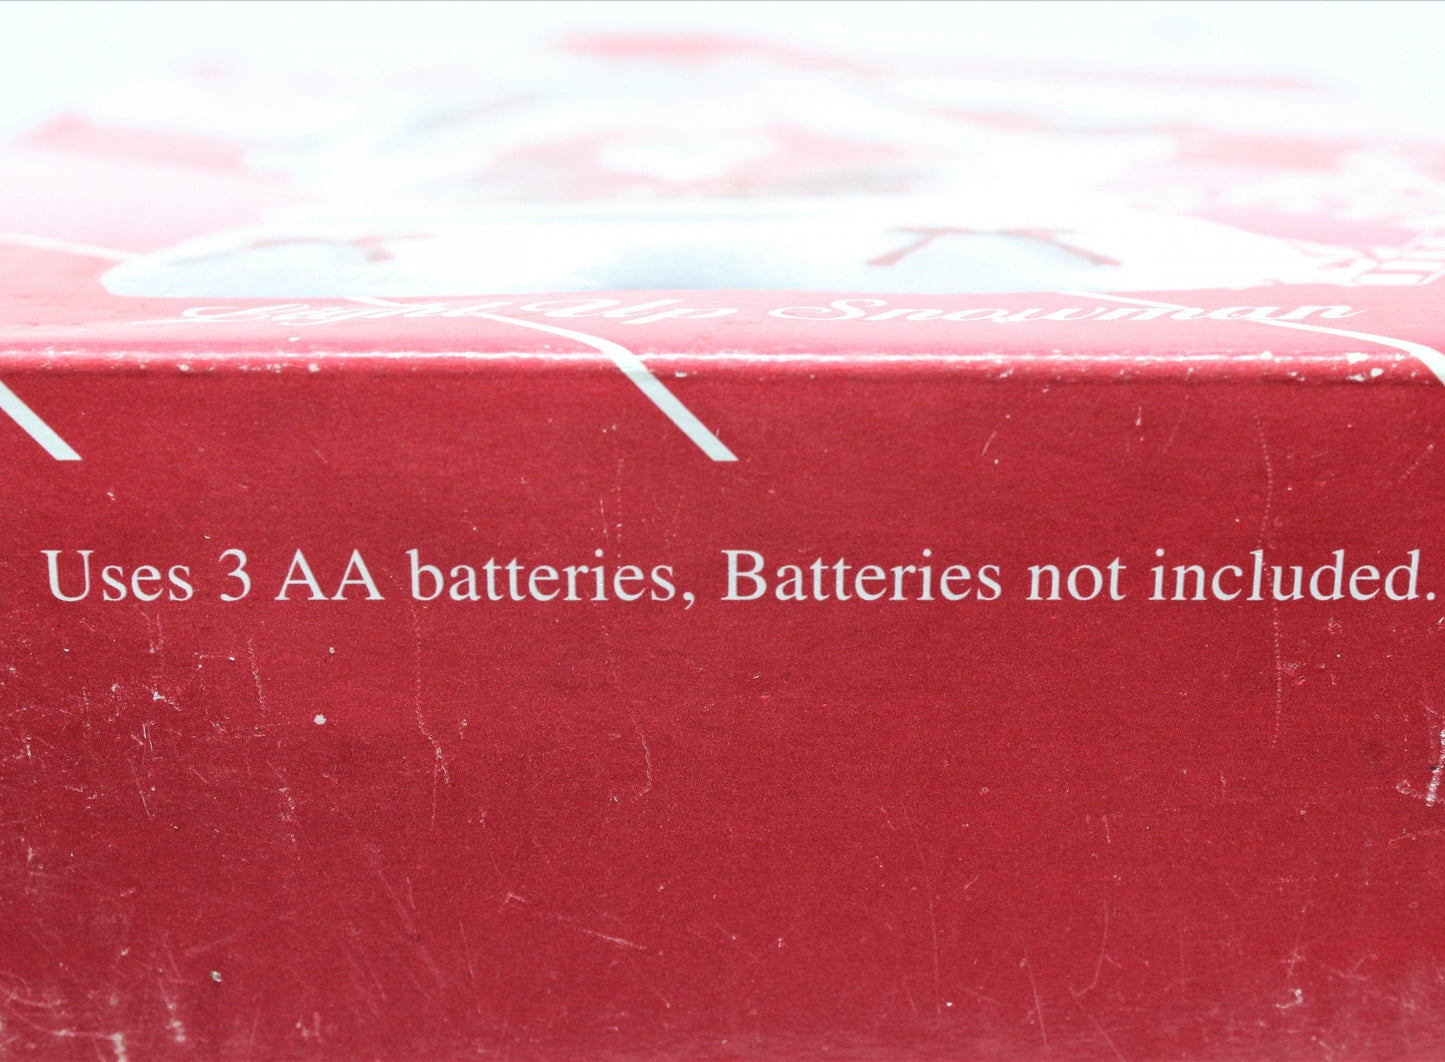 Light Up Snowman
Uses 3 AA batteries, Batteries not included.